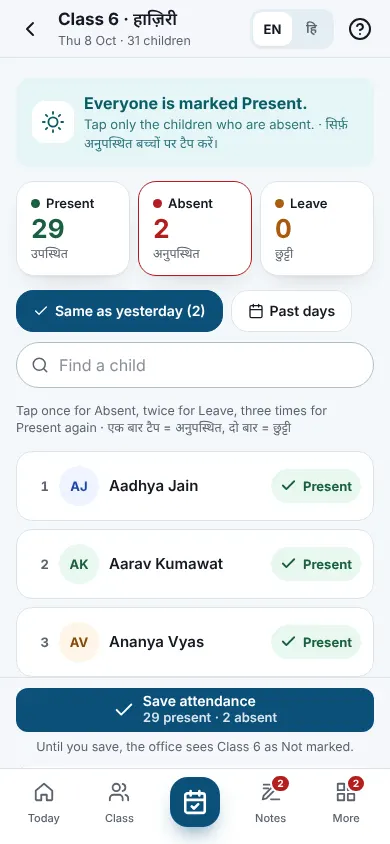 Class 6 · हाज़िरी
Thu 8 Oct · 31 children
EN
हि
Everyone is marked Present.
Tap only the children who are absent. · सिर्फ़
अनुपस्थित बच्चों पर टैप करें।
Present
29
उपस्थित
Absent
2
अनुपस्थित
Leave
0
छुट्टी
Same as yesterday (2)
Past days
Find a child
Tap once for Absent, twice for Leave, three times for
Present again · एक बार टैप = अनुपस्थित, दो बार = छुट्टी
1 AJ Aadhya Jain Present
2 AK Aarav Kumawat Present
3 AV Ananya Vyas Present
Save attendance
29 present · 2 absent
Until you save, the office sees Class 6 as Not marked.
2 2
Today Class Notes More